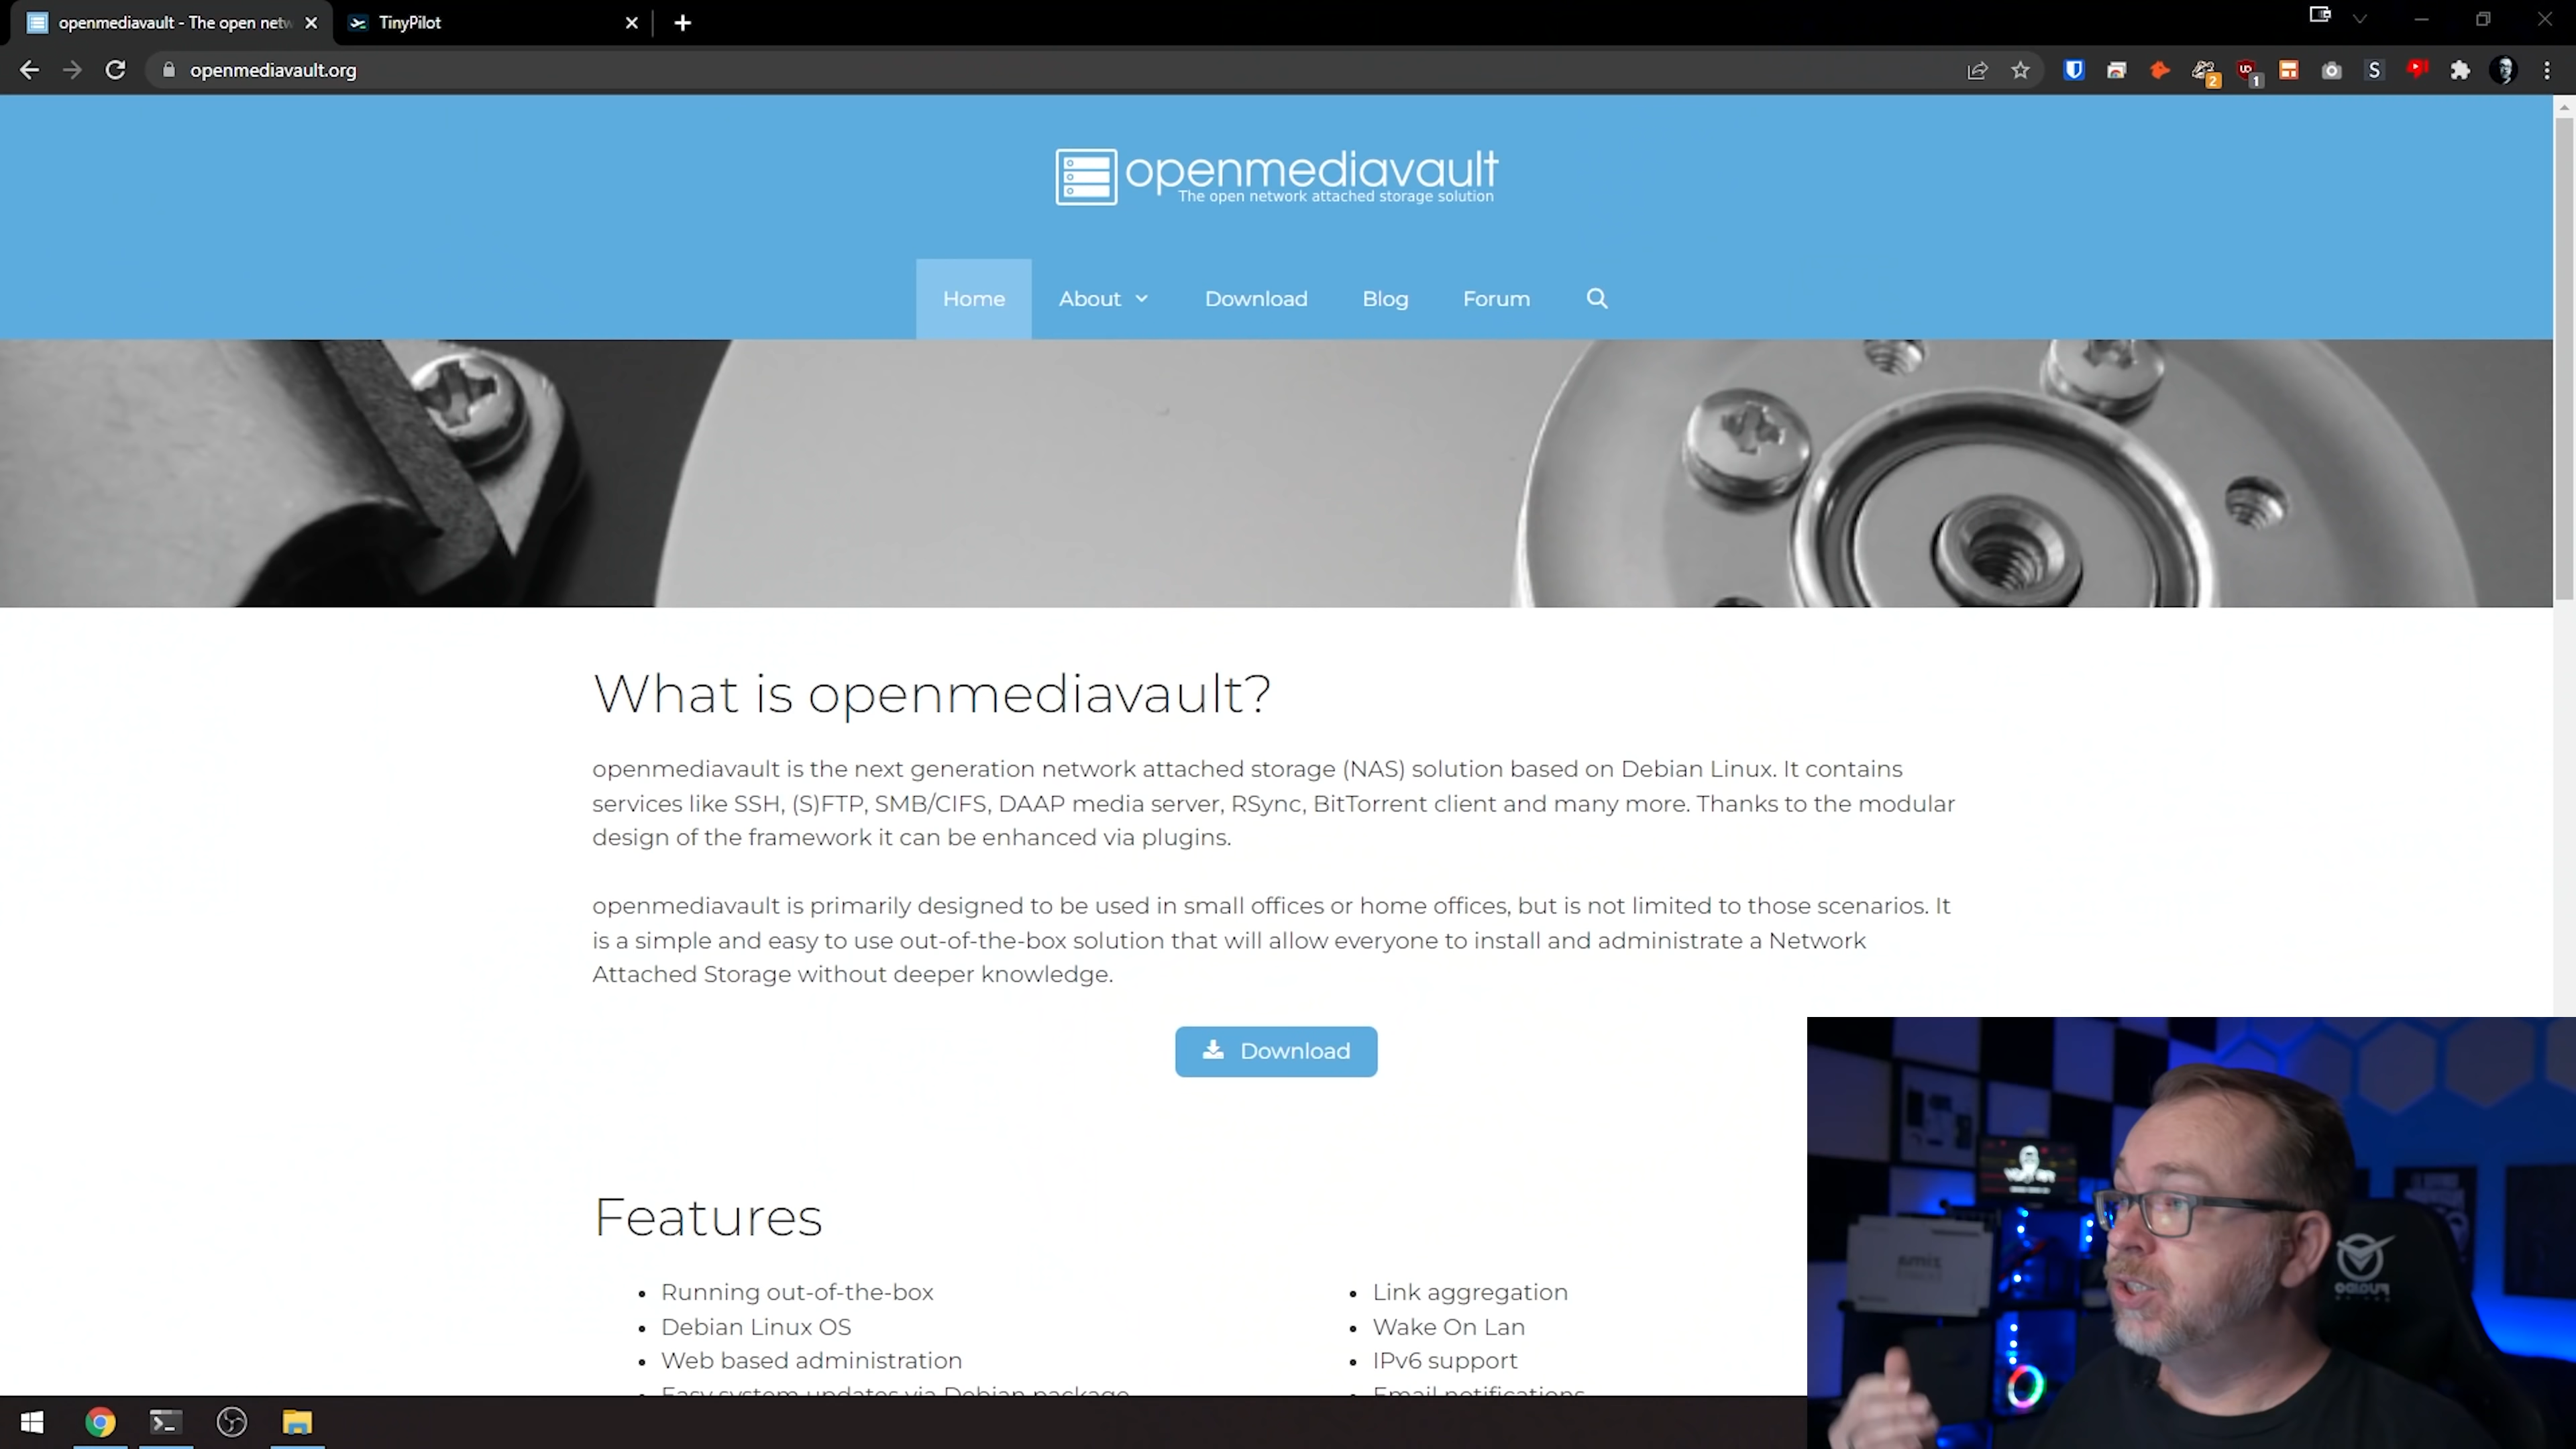 openmediavault - The open netw
TinyPilot
openmediavault.org
2
1
S
openmediavault
The open network attached storage solution
Home
About
Download
Blog
Forum
What is openmediavault?
openmediavault is the next generation network attached storage (NAS) solution based on Debian Linux. It contains
services like SSH, (S)FTP, SMB/CIFS, DAAP media server, RSync, BitTorrent client and many more. Thanks to the modular
design of the framework it can be enhanced via plugins.
openmediavault is primarily designed to be used in small offices or home offices, but is not limited to those scenarios. It
is a simple and easy to use out-of-the-box solution that will allow everyone to install and administrate a Network
Attached Storage without deeper knowledge.
Download
Features
Running out-of-the-box
Debian Linux OS
Web based administration
Easy system updates via Debian package
Link aggregation
Wake On Lan
IPv6 support
Email notifications